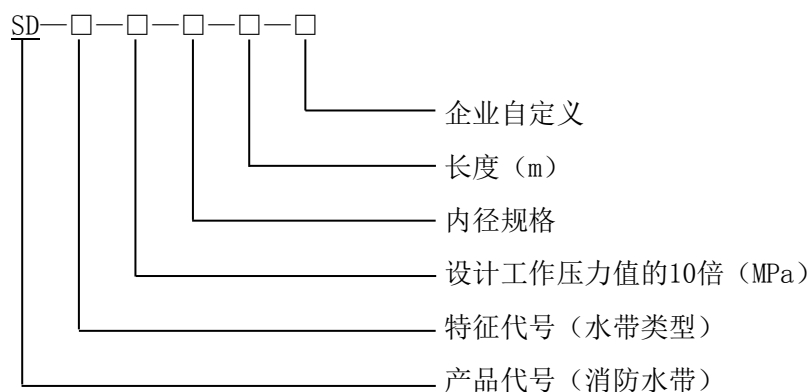 SD—□—□—□—□—□
企业自定义
长度（m）
内径规格
设计工作压力值的10倍（MPa）
特征代号（水带类型）
产品代号（消防水带）